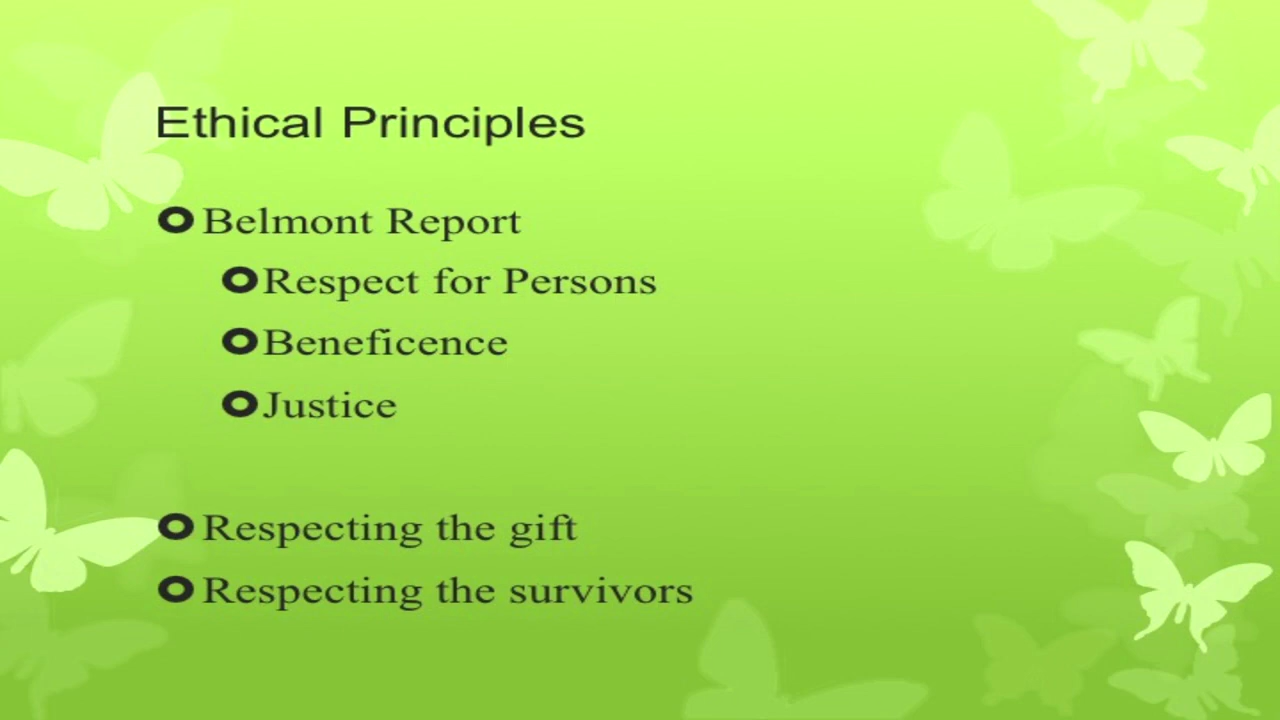 Ethical Principles
Belmont Report
Respect for Persons
Beneficence
Justice
Respecting the gift
Respecting the survivors